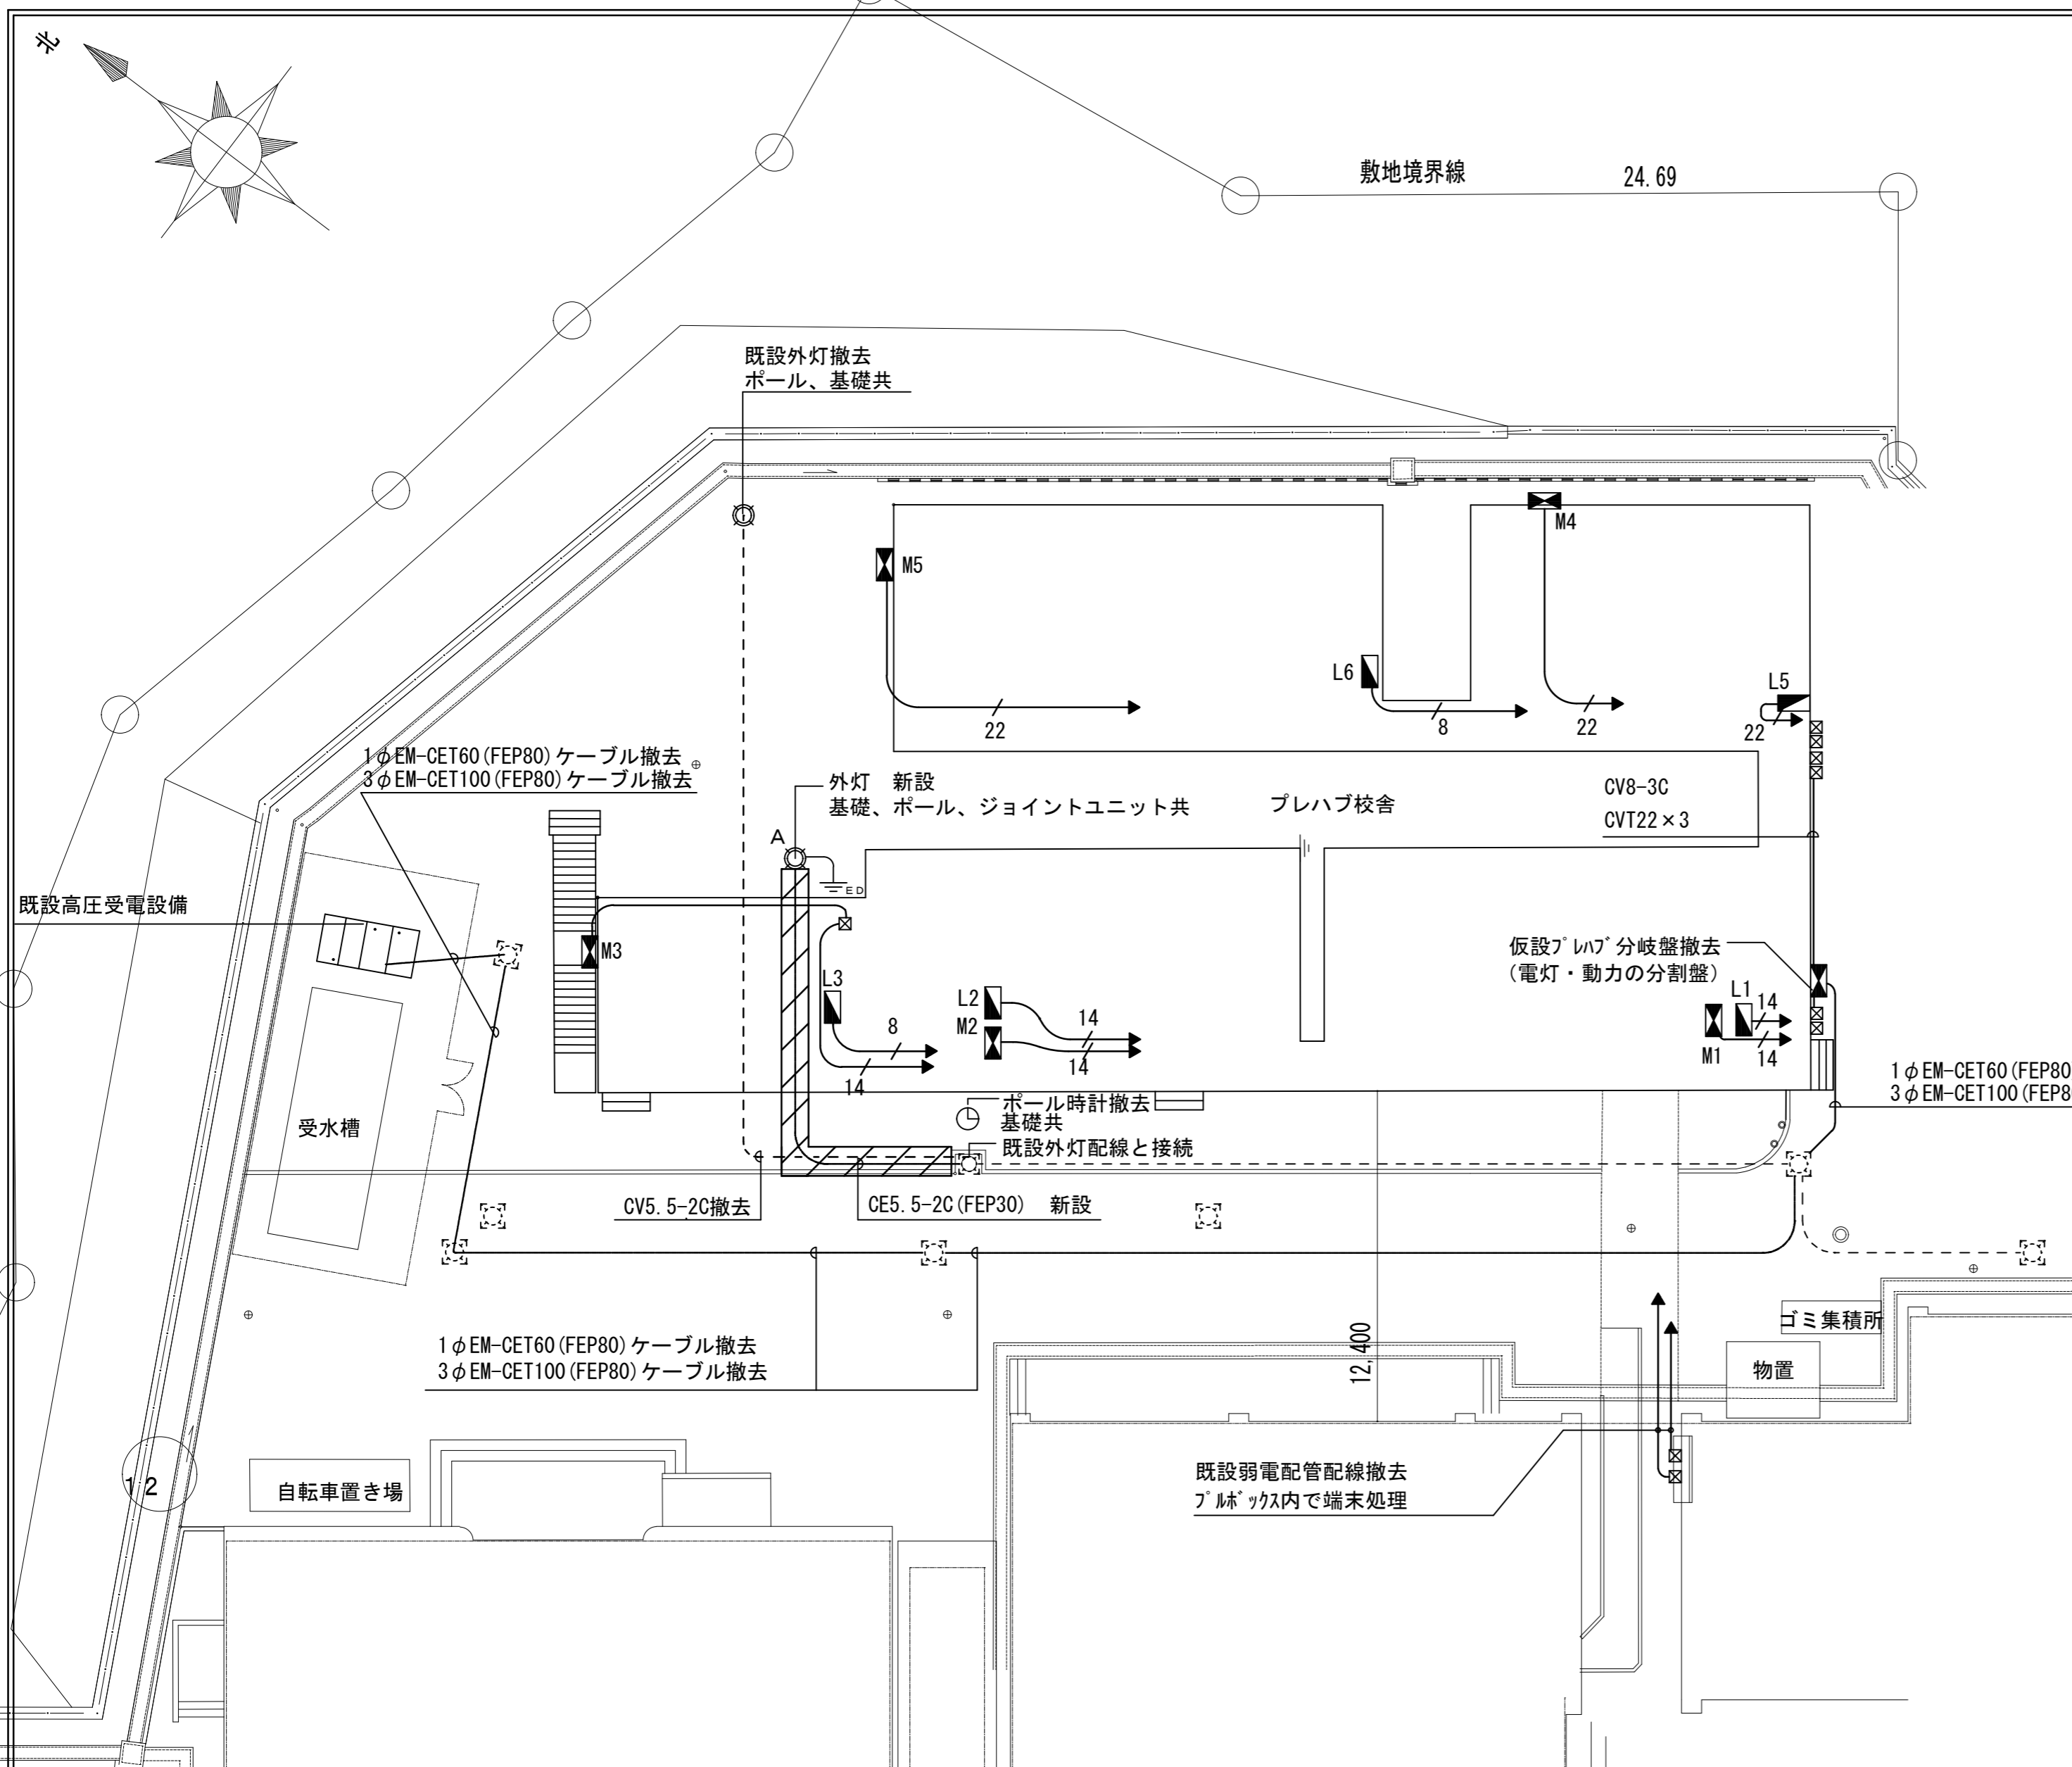 北
敷地境界線 24.69
既設外灯撤去
ポール、基礎共
M4
M5
L6
L5
22
8
22
22
1φEM-CET60(FEP80)ケーブル撤去
3φEM-CET100(FEP80)ケーブル撤去
外灯 新設
基礎、ポール、ジョイントユニット共
プレハブ校舎
CV8-3C
CVT22×3
A
ED
既設高圧受電設備
M3
仮設プレハブ分岐盤撤去
(電灯・動力の分割盤)
L3
L2
M2
L1
M1
8
14
14
14
14
14
1φEM-CET60(FEP80
3φEM-CET100(FEP8
受水槽
ポール時計撤去
基礎共
既設外灯配線と接続
CV5.5-2C撤去
CE5.5-2C(FEP30) 新設
1φEM-CET60(FEP80)ケーブル撤去
3φEM-CET100(FEP80)ケーブル撤去
12,400
ゴミ集積所
物置
12
自転車置き場
既設弱電配管配線撤去
プルボックス内で端末処理